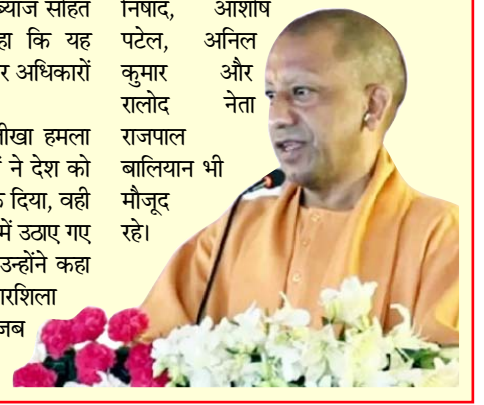 ब्याज सहित
हा कि यह
र अधिकारों
ीखा हमला
ं ने देश को
दिया, वही
में उठाए गए
उन्होंने कहा
ारशिला
जब
निषाद, आशीष
पटेल, अनिल
कुमार और
रालोद नेता
राजपाल
बालियान भी
मौजूद
रहे।